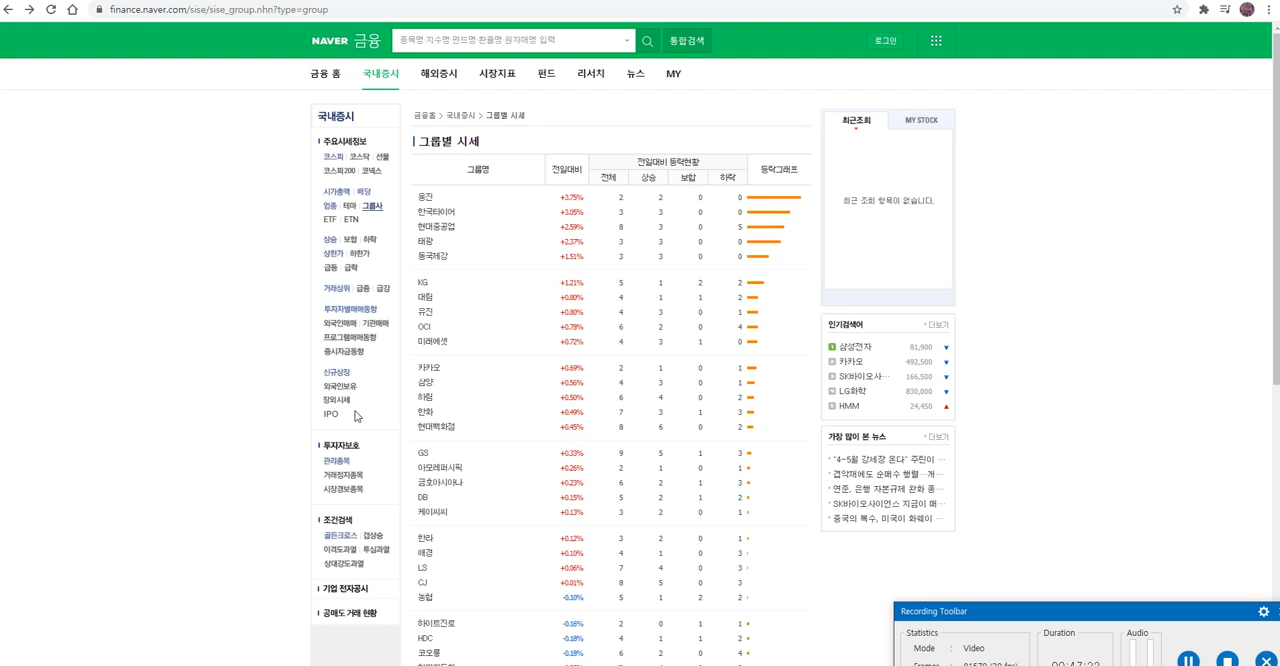 finance.naver.com/sise/sise_group.nhn?type=group
NAVER 금융
종목명·지수명·펀드명·환율명·원자재명 입력
통합검색
로그인
금융 홈 국내증시 해외증시 시장지표 펀드 리서치 뉴스 MY
국내증시
주요시세정보
코스피 코스닥 선물
코스피200 코넥스
시가총액 배당
업종 테마 그룹사
ETF ETN
상승 보합 하락
상한가 하한가
급등 급락
거래상위 급증 급감
투자자별매매동향
외국인매매 기관매매
프로그램매매동향
증시자금동향
신규상장
외국인보유
장외시세
IPO
투자자보호
관리종목
거래정지종목
시장경보종목
조건검색
골든크로스 갭상승
이격도과열 투심과열
상대강도과열
기업 전자공시
공매도 거래 현황
금융홈 > 국내증시 > 그룹별 시세
그룹별 시세
그룹명 전일대비 전일대비 등락현황 등락그래프
전체 상승 보합 하락
웅진 +3.75% 2 2 0 0
한국타이어 +3.05% 3 3 0 0
현대중공업 +2.59% 8 3 0 5
태광 +2.37% 3 3 0 0
동국제강 +1.51% 3 3 0 0
KG +1.21% 5 1 2 2
대림 +0.80% 4 1 1 2
유진 +0.80% 4 3 0 1
OCI +0.78% 6 2 0 4
미래에셋 +0.72% 4 3 1 0
카카오 +0.69% 2 1 0 1
삼양 +0.56% 4 3 0 1
하림 +0.50% 6 4 0 2
한화 +0.49% 7 3 1 3
현대백화점 +0.45% 8 6 0 2
GS +0.33% 9 5 1 3
아모레퍼시픽 +0.26% 2 1 0 1
금호아시아나 +0.23% 6 2 1 3
DB +0.15% 5 2 1 2
케이씨씨 +0.13% 3 2 0 1
한라 +0.12% 3 2 0 1
애경 +0.10% 4 1 0 3
LS +0.06% 7 4 0 3
CJ +0.01% 8 5 0 3
농협 -0.10% 5 1 2 2
하이트진로 -0.16% 2 0 1 1
HDC -0.18% 4 1 1 2
코오롱 -0.18% 6 2 0 4
최근조회 MY STOCK
최근 조회 항목이 없습니다.
인기검색어 더보기
1 삼성전자 81,900 ▼
2 카카오 492,500 ▼
3 SK바이오사… 166,500 ▼
4 LG화학 830,000 ▼
5 HMM 24,450 ▲
가장 많이 본 뉴스 더보기
"4~5월 강세장 온다" 주린이 …
겹악재에도 순매수 행렬…개…
연준, 은행 자본규제 완화 종…
SK바이오사이언스 지금이 매…
중국의 복수, 미국이 화웨이 …
Recording Toolbar
Statistics Duration Audio
Mode : Video
00:47:22